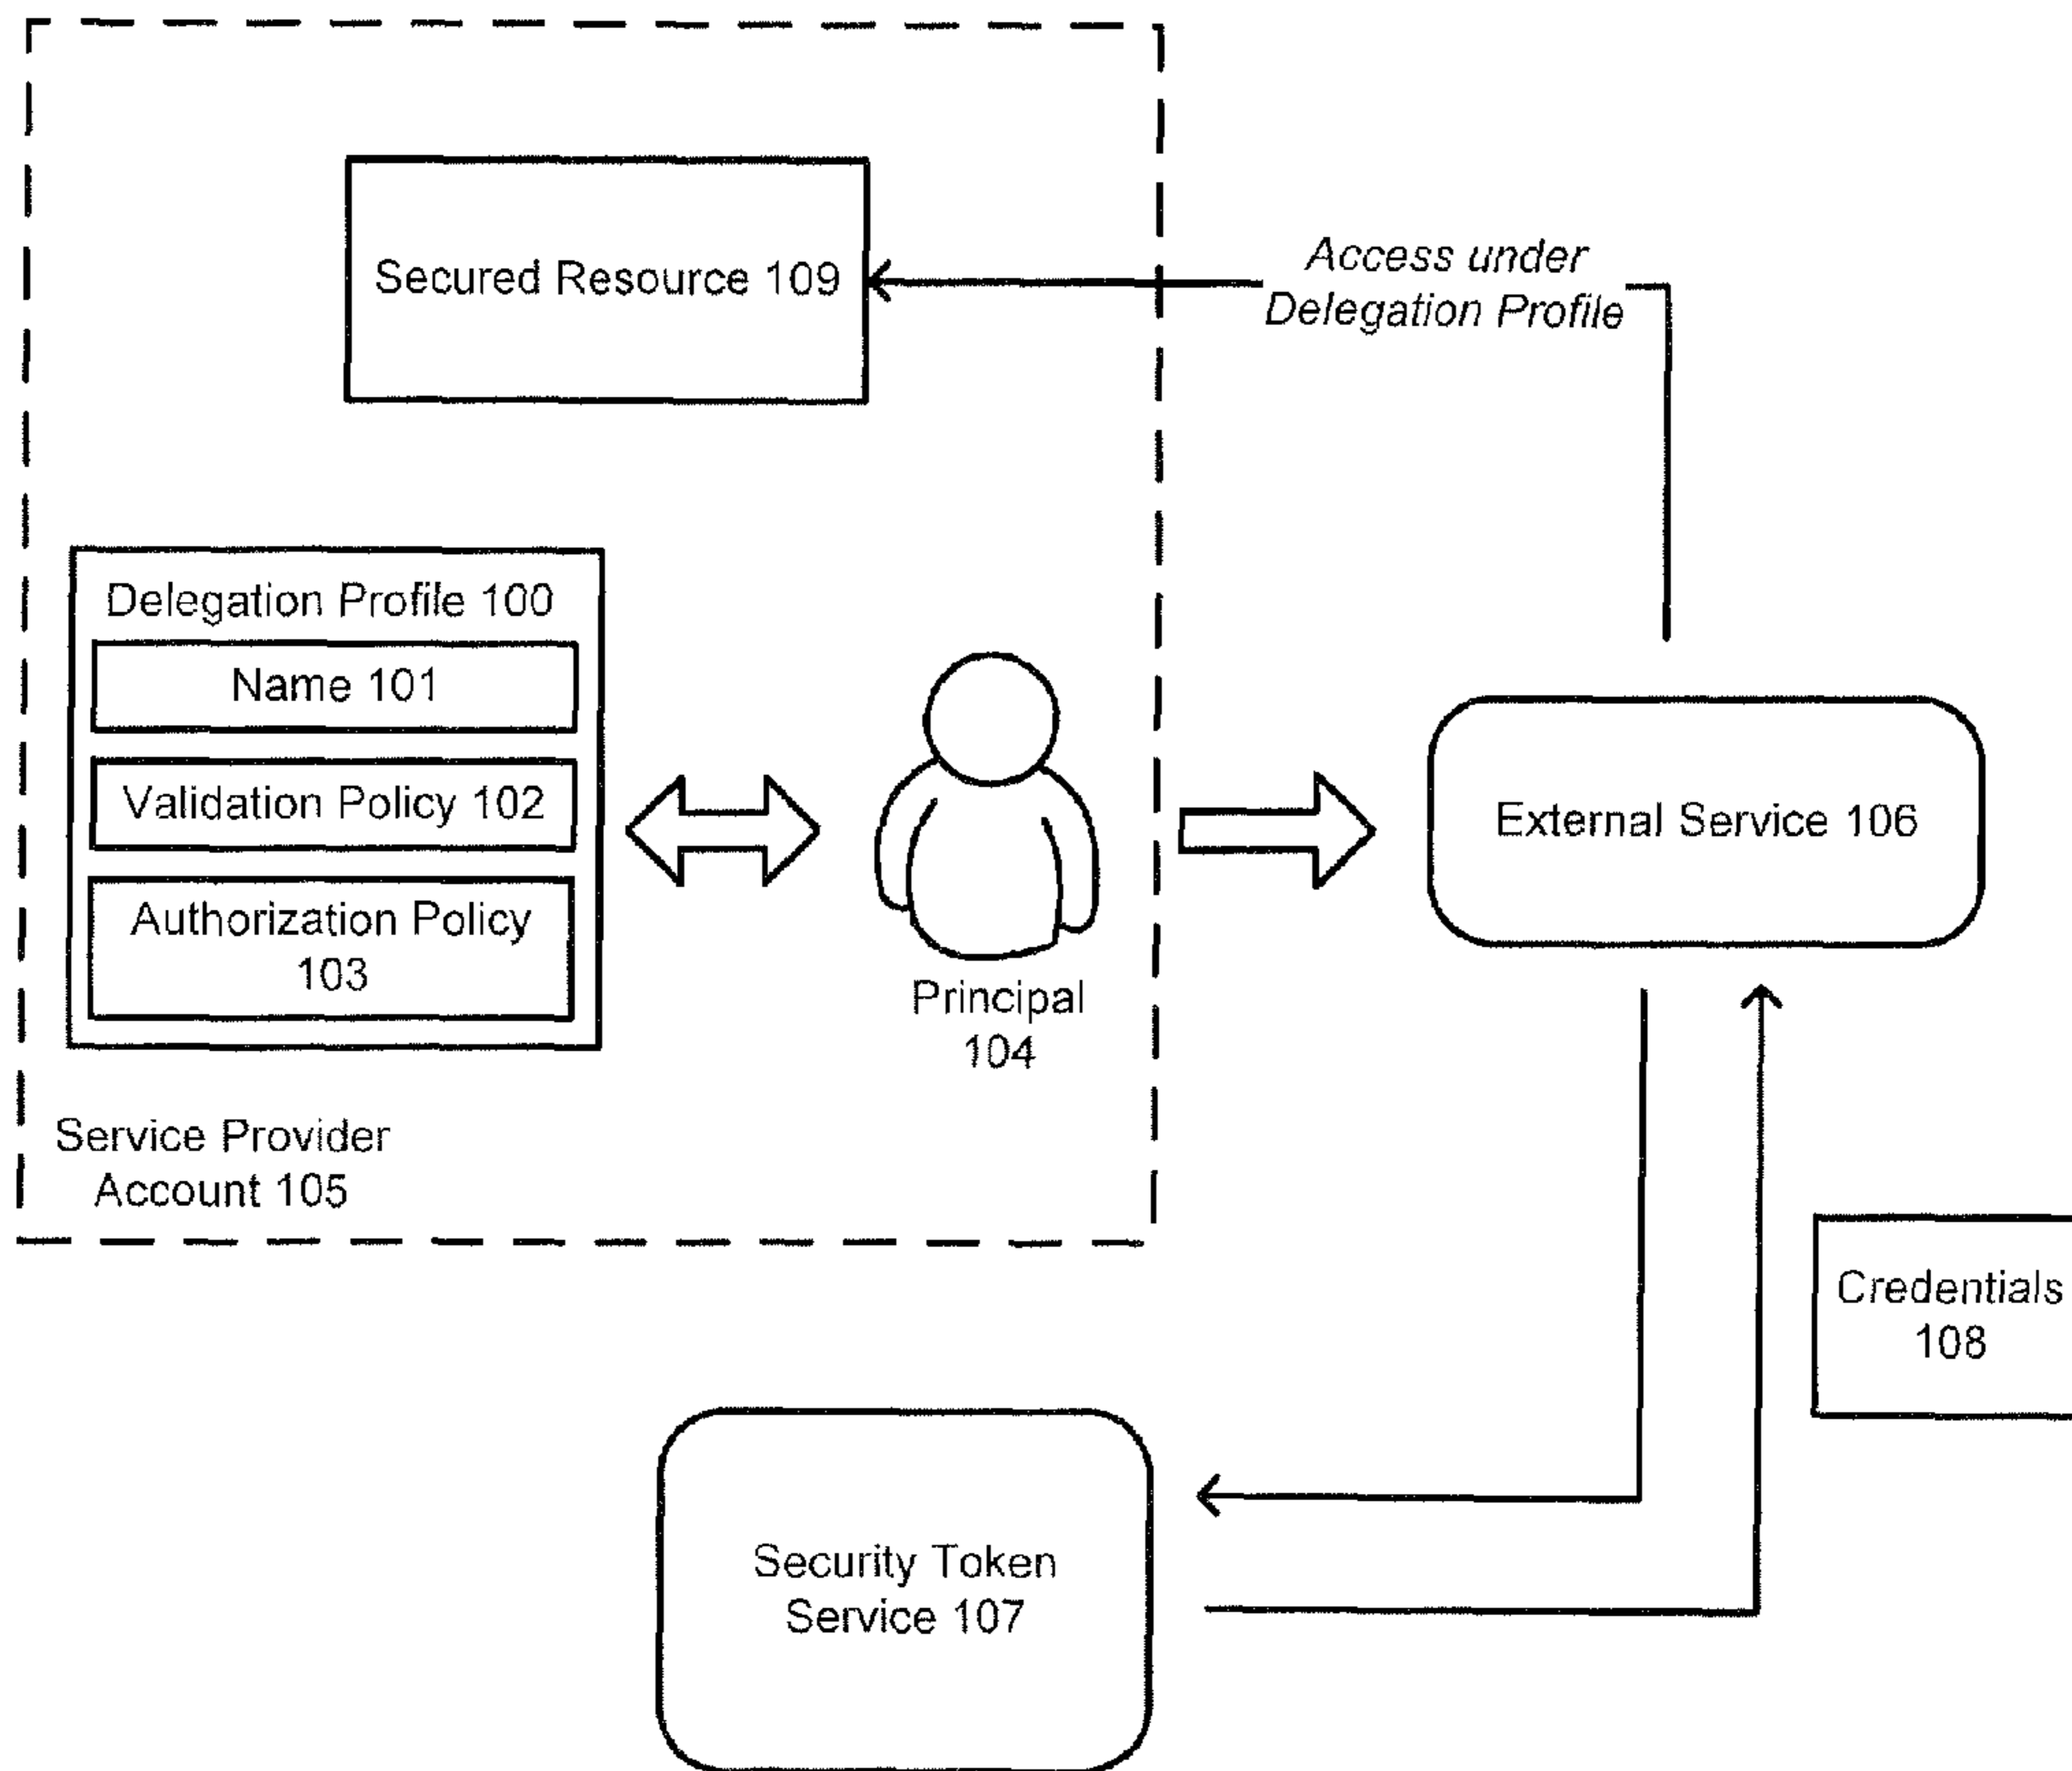 Secured Resource 109
Access under
Delegation Profile
Delegation Profile 100
Name 101
Validation Policy 102
Authorization Policy
103
Principal
104
External Service 106
Service Provider
Account 105
Credentials
108
Security Token
Service 107